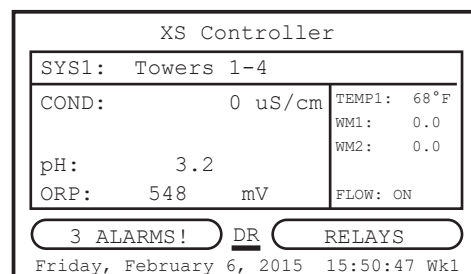 XS Controller
SYS1: Towers 1-4
COND: 0 uS/cm
TEMP1: 68°F
WM1: 0.0
WM2: 0.0
pH: 3.2
ORP: 548 mV
FLOW: ON
3 ALARMS! DR RELAYS
Friday, February 6, 2015 15:50:47 Wk1